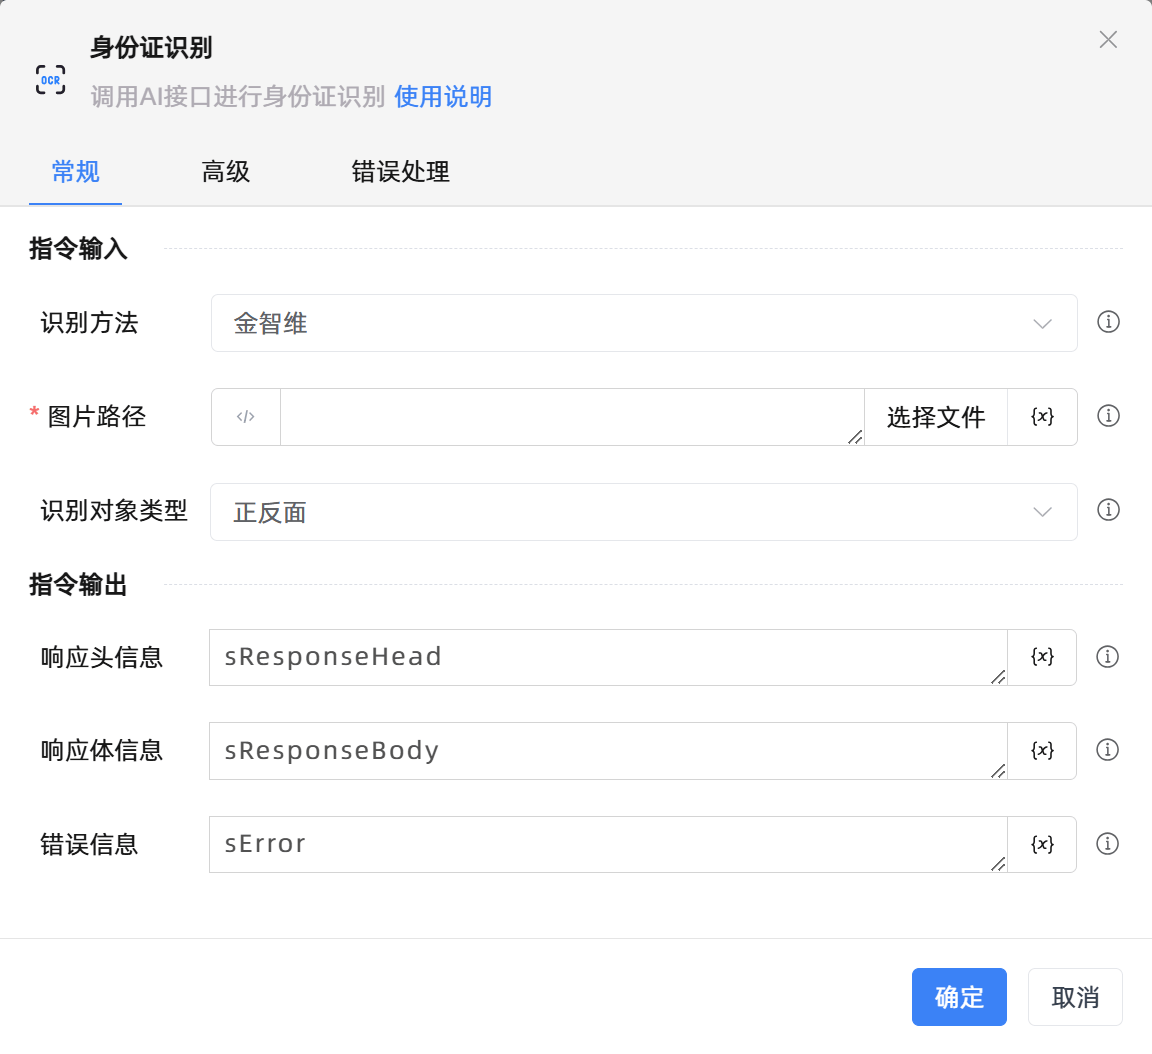 身份证识别
OCR
调用AI接口进行身份证识别 使用说明
常规 高级 错误处理
指令输入
识别方法 金智维
* 图片路径 </> 选择文件 {x}
识别对象类型 正反面
指令输出
响应头信息 sResponseHead {x}
响应体信息 sResponseBody {x}
错误信息 sError {x}
确定 取消